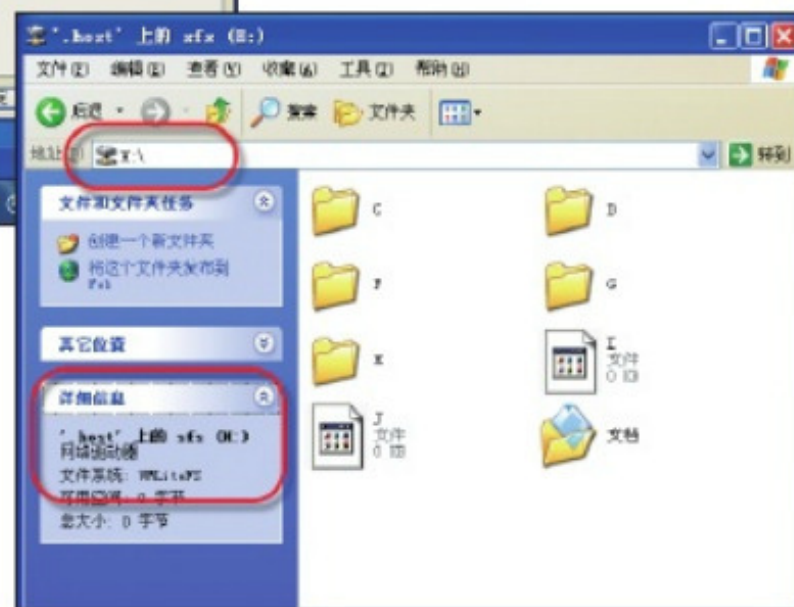 '.host' 上的 xfs (H:)
文件(F) 编辑(E) 查看(V) 收藏(A) 工具(T) 帮助(H)
后退 搜索 文件夹
地址(D) 转到
文件和文件夹任务
创建一个新文件夹
将这个文件夹发布到
Web
其它位置
详细信息
'.host' 上的 xfs (H:)
网络驱动器
文件系统: VMLiteFS
可用空间: 0 字节
总大小: 0 字节
C
D
F
G
I
文件
0 KB
J
文件
0 KB
文档